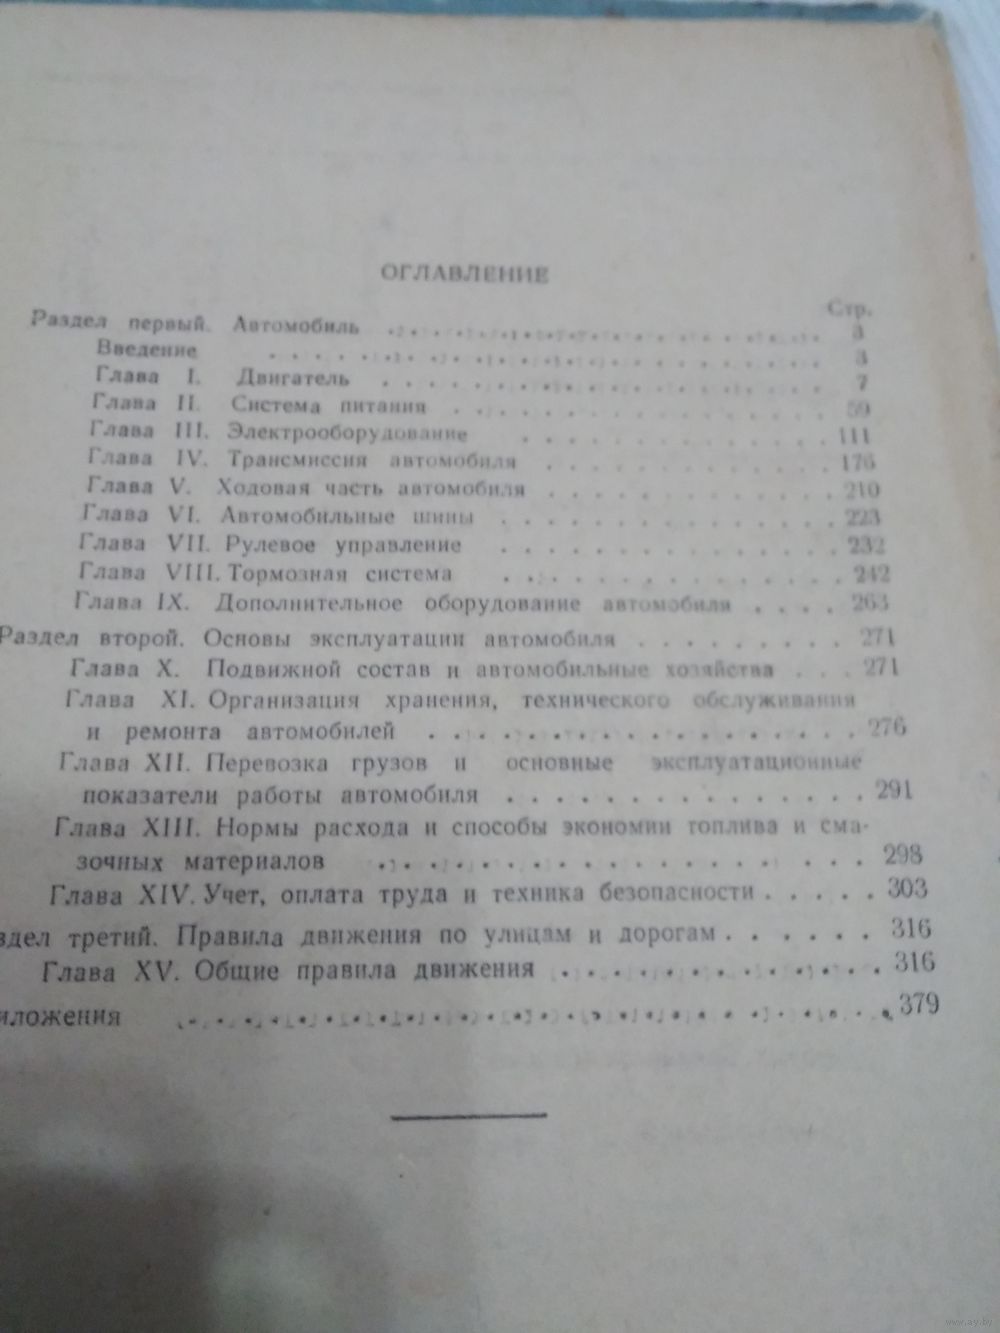 ОГЛАВЛЕНИЕ
Стр.
Раздел первый. Автомобиль . . . . . . . . . . . . . . . . 3
Введение . . . . . . . . . . . . . . . . 3
Глава I. Двигатель . . . . . . . . . . . . . . . . 7
Глава II. Система питания . . . . . . . . . . . . . . 59
Глава III. Электрооборудование . . . . . . . . . . . . 111
Глава IV. Трансмиссия автомобиля . . . . . . . . . . . 176
Глава V. Ходовая часть автомобиля . . . . . . . . . . . 210
Глава VI. Автомобильные шины . . . . . . . . . . . . 223
Глава VII. Рулевое управление . . . . . . . . . . . . 232
Глава VIII. Тормозная система . . . . . . . . . . . . 242
Глава IX. Дополнительное оборудование автомобиля . . . . 263
Раздел второй. Основы эксплуатации автомобиля . . . . . . . . 271
Глава X. Подвижной состав и автомобильные хозяйства . . . 271
Глава XI. Организация хранения, технического обслуживания
и ремонта автомобилей . . . . . . . . . . . . . . . . 276
Глава XII. Перевозка грузов и основные эксплуатационные
показатели работы автомобиля . . . . . . . . . . . . . 291
Глава XIII. Нормы расхода и способы экономии топлива и сма-
зочных материалов . . . . . . . . . . . . . . . . . 298
Глава XIV. Учет, оплата труда и техника безопасности . . . . . 303
здел третий. Правила движения по улицам и дорогам . . . . . . 316
Глава XV. Общие правила движения . . . . . . . . . . . . 316
иложения . . . . . . . . . . . . . . . . . . . . 379
www.ay.by